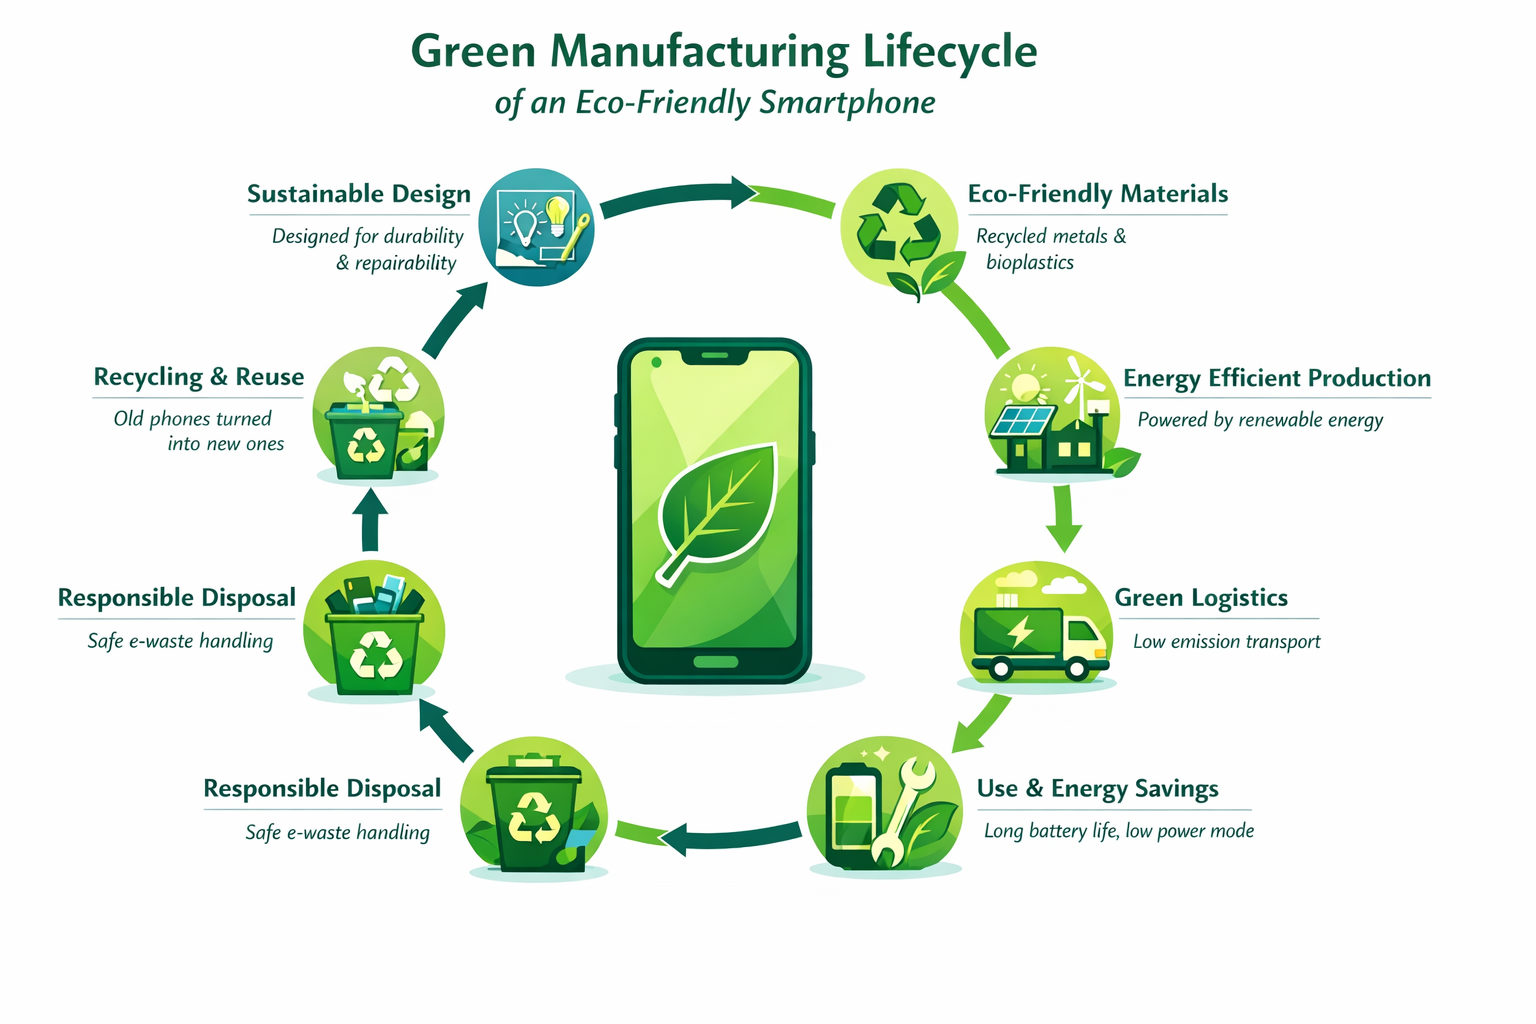 Green Manufacturing Lifecycle
of an Eco-Friendly Smartphone
Sustainable Design
Designed for durability
& repairability
Eco-Friendly Materials
Recycled metals &
bioplastics
Recycling & Reuse
Old phones turned
into new ones
Energy Efficient Production
Powered by renewable energy
Responsible Disposal
Safe e-waste handling
Green Logistics
Low emission transport
Responsible Disposal
Safe e-waste handling
Use & Energy Savings
Long battery life, low power mode